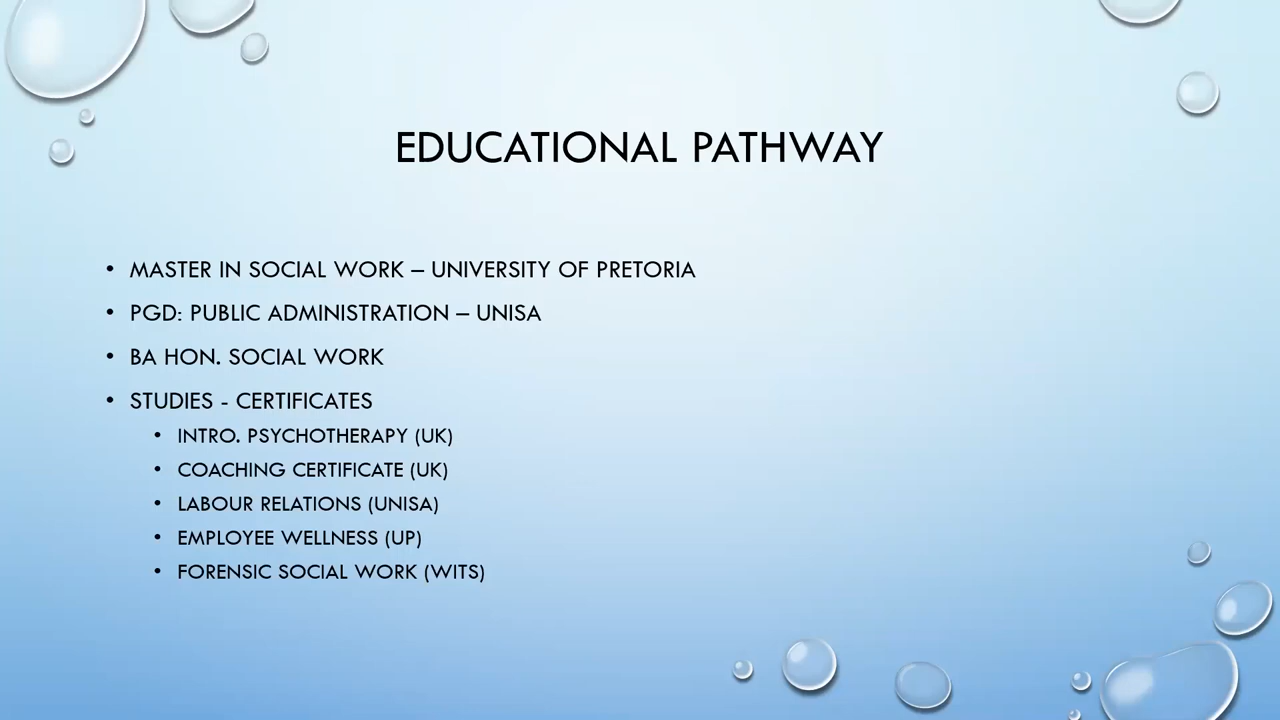 EDUCATIONAL PATHWAY
• MASTER IN SOCIAL WORK – UNIVERSITY OF PRETORIA
• PGD: PUBLIC ADMINISTRATION – UNISA
• BA HON. SOCIAL WORK
• STUDIES - CERTIFICATES
• INTRO. PSYCHOTHERAPY (UK)
• COACHING CERTIFICATE (UK)
• LABOUR RELATIONS (UNISA)
• EMPLOYEE WELLNESS (UP)
• FORENSIC SOCIAL WORK (WITS)